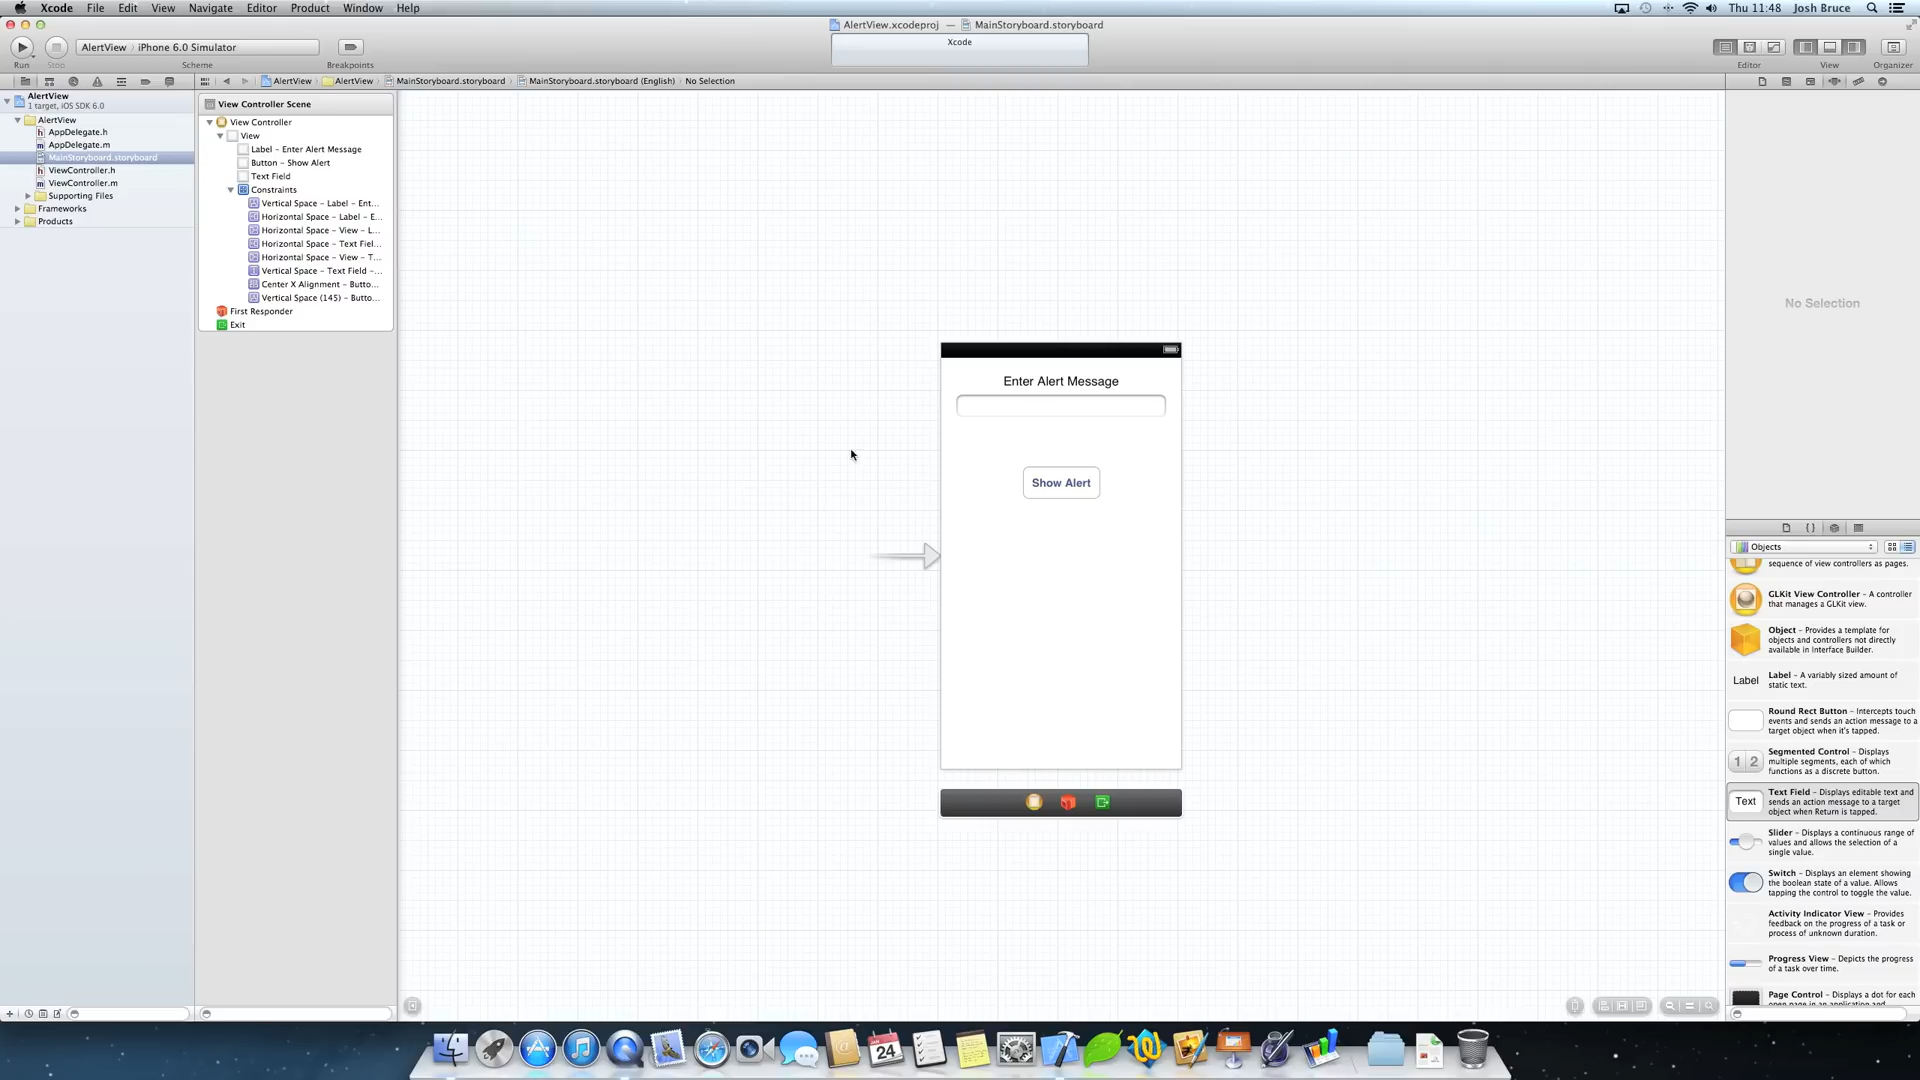 Xcode File Edit View Navigate Editor Product Window Help
Thu 11:48 Josh Bruce
AlertView.xcodeproj — MainStoryboard.storyboard
AlertView › iPhone 6.0 Simulator
Xcode
Run Stop Scheme Breakpoints
Editor View Organizer
AlertView AlertView MainStoryboard.storyboard MainStoryboard.storyboard (English) No Selection
AlertView
1 target, iOS SDK 6.0
AlertView
AppDelegate.h
AppDelegate.m
MainStoryboard.storyboard
ViewController.h
ViewController.m
Supporting Files
Frameworks
Products
View Controller Scene
View Controller
View
Label – Enter Alert Message
Button – Show Alert
Text Field
Constraints
Vertical Space – Label – Ent...
Horizontal Space – Label – E...
Horizontal Space – View – L...
Horizontal Space – Text Fiel...
Horizontal Space – View – T...
Vertical Space – Text Field –...
Center X Alignment – Butto...
Vertical Space (145) – Butto...
First Responder
Exit
Enter Alert Message
Show Alert
No Selection
Objects
sequence of view controllers as pages.
GLKit View Controller – A controller
that manages a GLKit view.
Object – Provides a template for
objects and controllers not directly
available in Interface Builder.
Label
Label – A variably sized amount of
static text.
Round Rect Button – Intercepts touch
events and sends an action message to a
target object when it's tapped.
1 2
Segmented Control – Displays
multiple segments, each of which
functions as a discrete button.
Text
Text Field – Displays editable text and
sends an action message to a target
object when Return is tapped.
Slider – Displays a continuous range of
values and allows the selection of a
single value.
Switch – Displays an element showing
the boolean state of a value. Allows
tapping the control to toggle the value.
Activity Indicator View – Provides
feedback on the progress of a task or
process of unknown duration.
Progress View – Depicts the progress
of a task over time.
Page Control – Displays a dot for each
open page in an application and
24